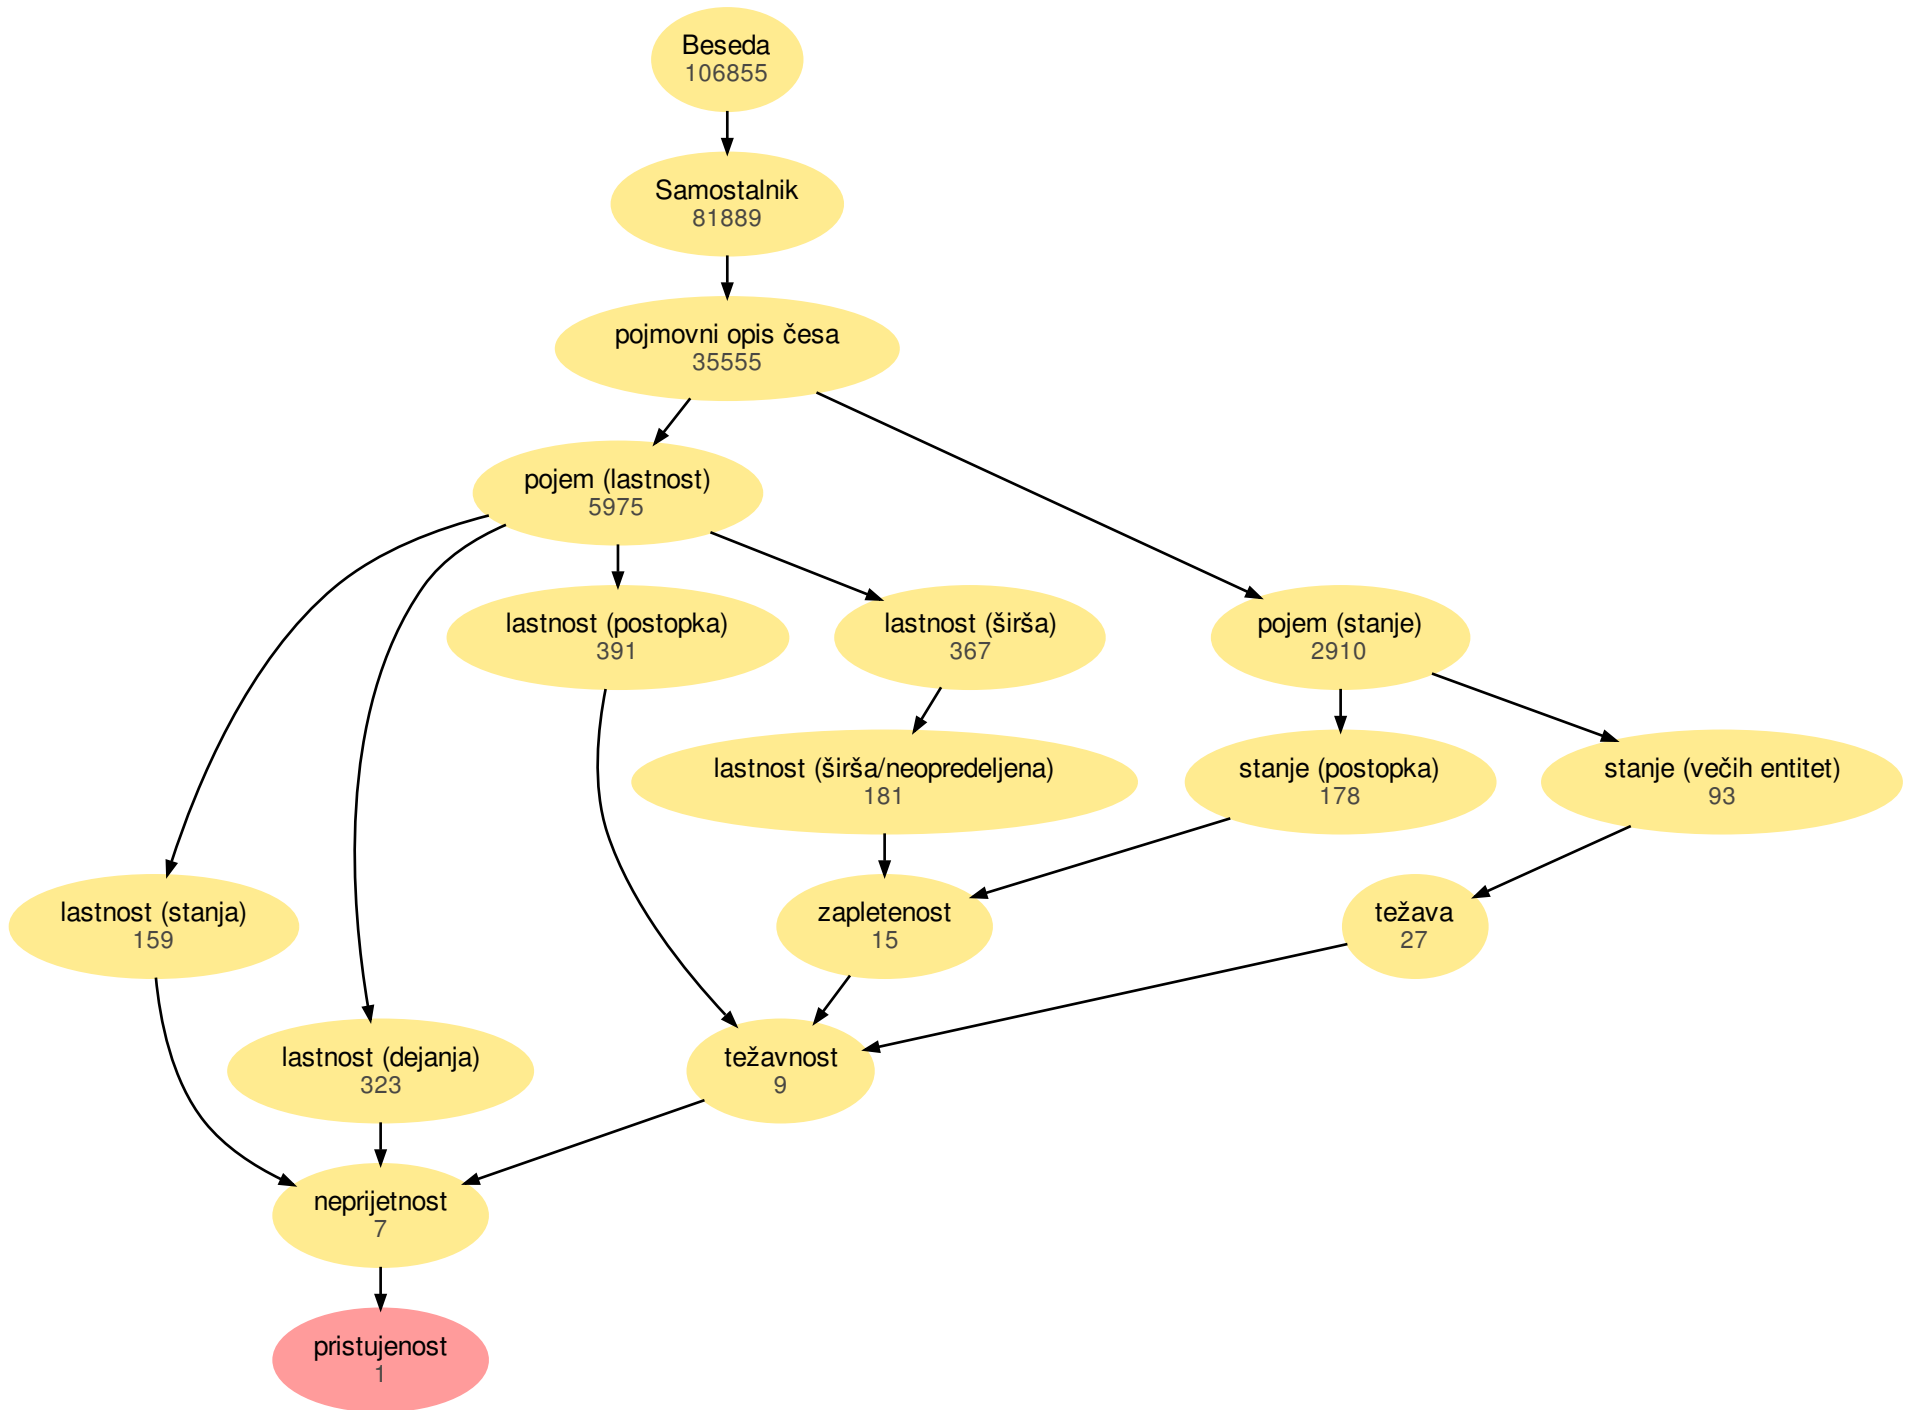 Beseda
106855
Samostalnik
81889
pojmovni opis česa
35555
pojem (lastnost)
5975
lastnost (postopka)
391
lastnost (širša)
367
pojem (stanje)
2910
lastnost (širša/neopredeljena)
181
stanje (postopka)
178
stanje (večih entitet)
93
lastnost (stanja)
159
zapletenost
15
težava
27
lastnost (dejanja)
323
težavnost
9
neprijetnost
7
pristujenost
1